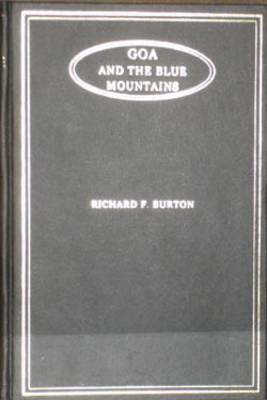 GOA
AND THE BLUE
MOUNTAINS
RICHARD F. BURTON